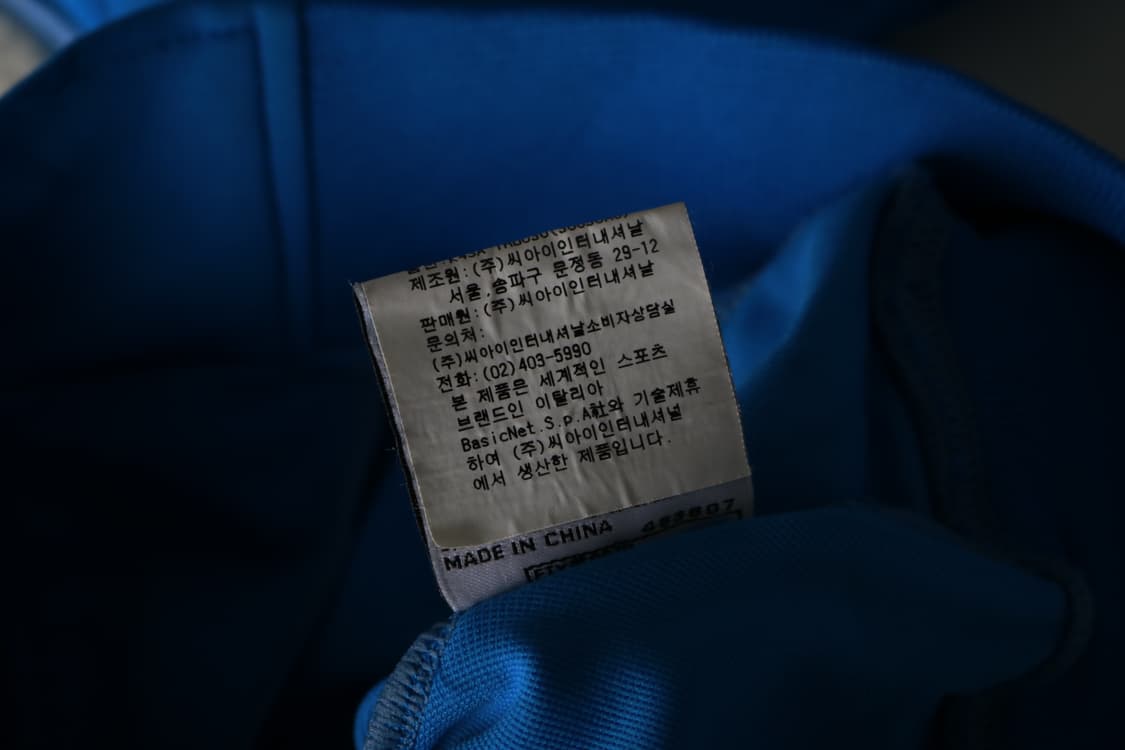 제조원:(주)씨아이인터내셔날
서울,송파구 문정동 29-12
판매원:(주)씨아이인터내셔날
문의처:
(주)씨아이인터내셔날소비자상담실
전화:(02)403-5990
본 제품은 세계적인 스포츠
브랜드인 이탈리아
BasicNet.S.p.A社와 기술제휴
하여 (주)씨아이인터내셔널
에서 생산한 제품입니다.
MADE IN CHINA